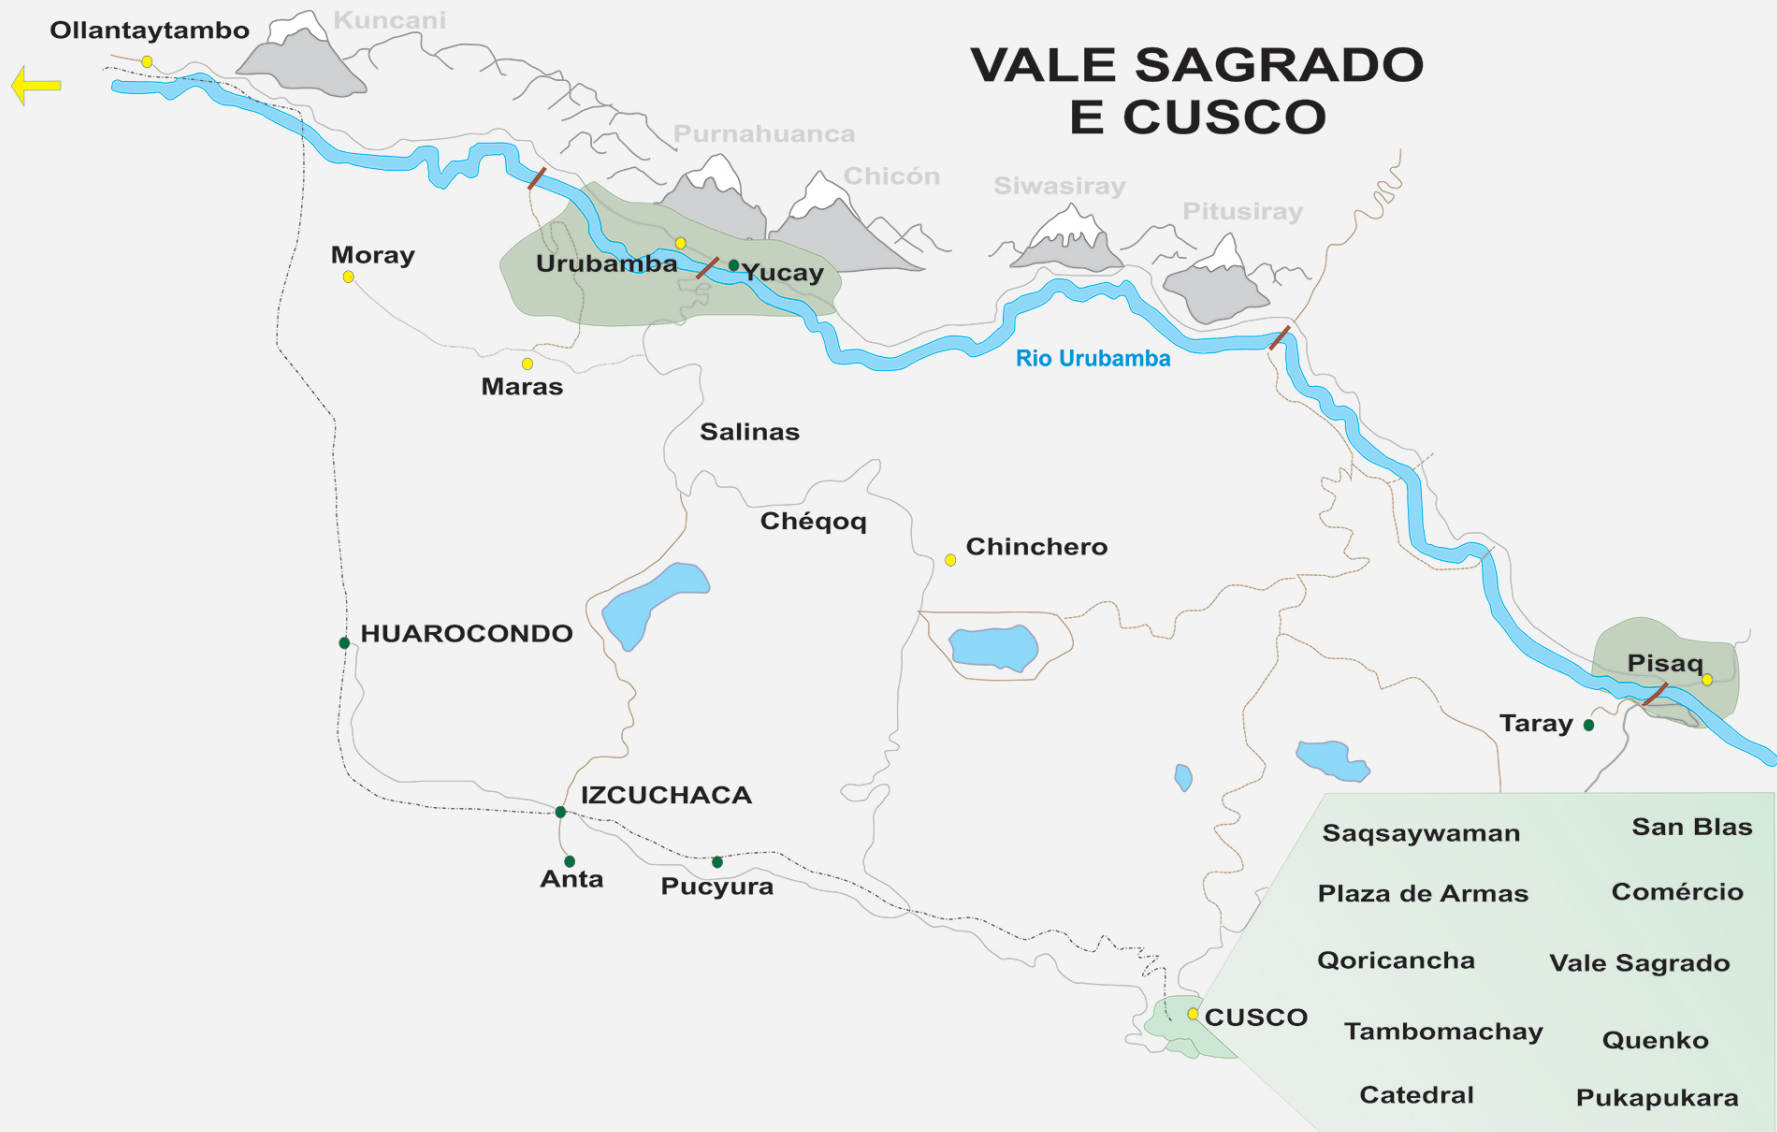 Ollantaytambo
Kuncani
VALE SAGRADO
E CUSCO
Purnahuanca
Chicón
Siwasiray
Pitusiray
Moray
Urubamba
Yucay
Rio Urubamba
Maras
Salinas
Chéqoq
Chinchero
HUAROCONDO
Pisaq
Taray
IZCUCHACA
Anta
Pucyura
CUSCO
Saqsaywaman
San Blas
Plaza de Armas
Comércio
Qoricancha
Vale Sagrado
Tambomachay
Quenko
Catedral
Pukapukara